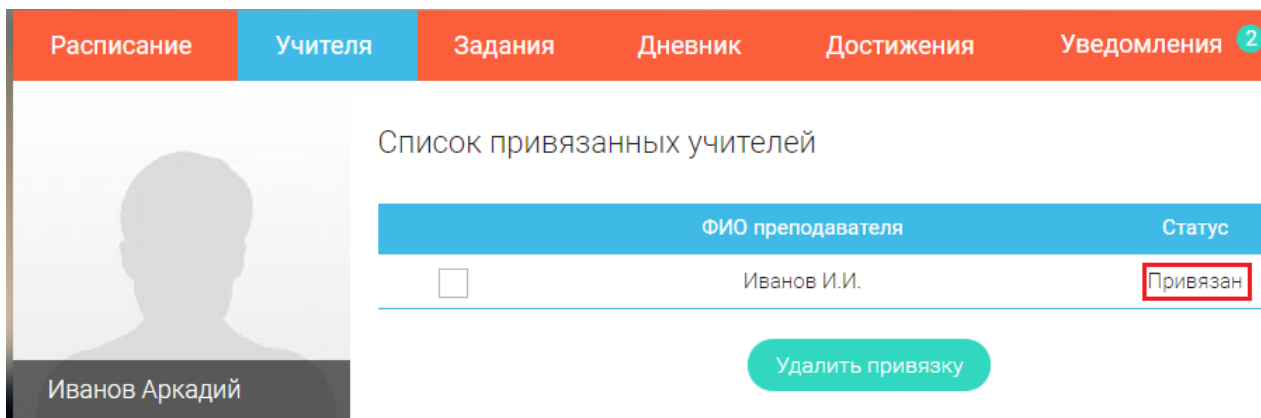 Расписание Учителя Задания Дневник Достижения Уведомления 2
Список привязанных учителей
ФИО преподавателя Статус
Иванов И.И. Привязан
Удалить привязку
Иванов Аркадий